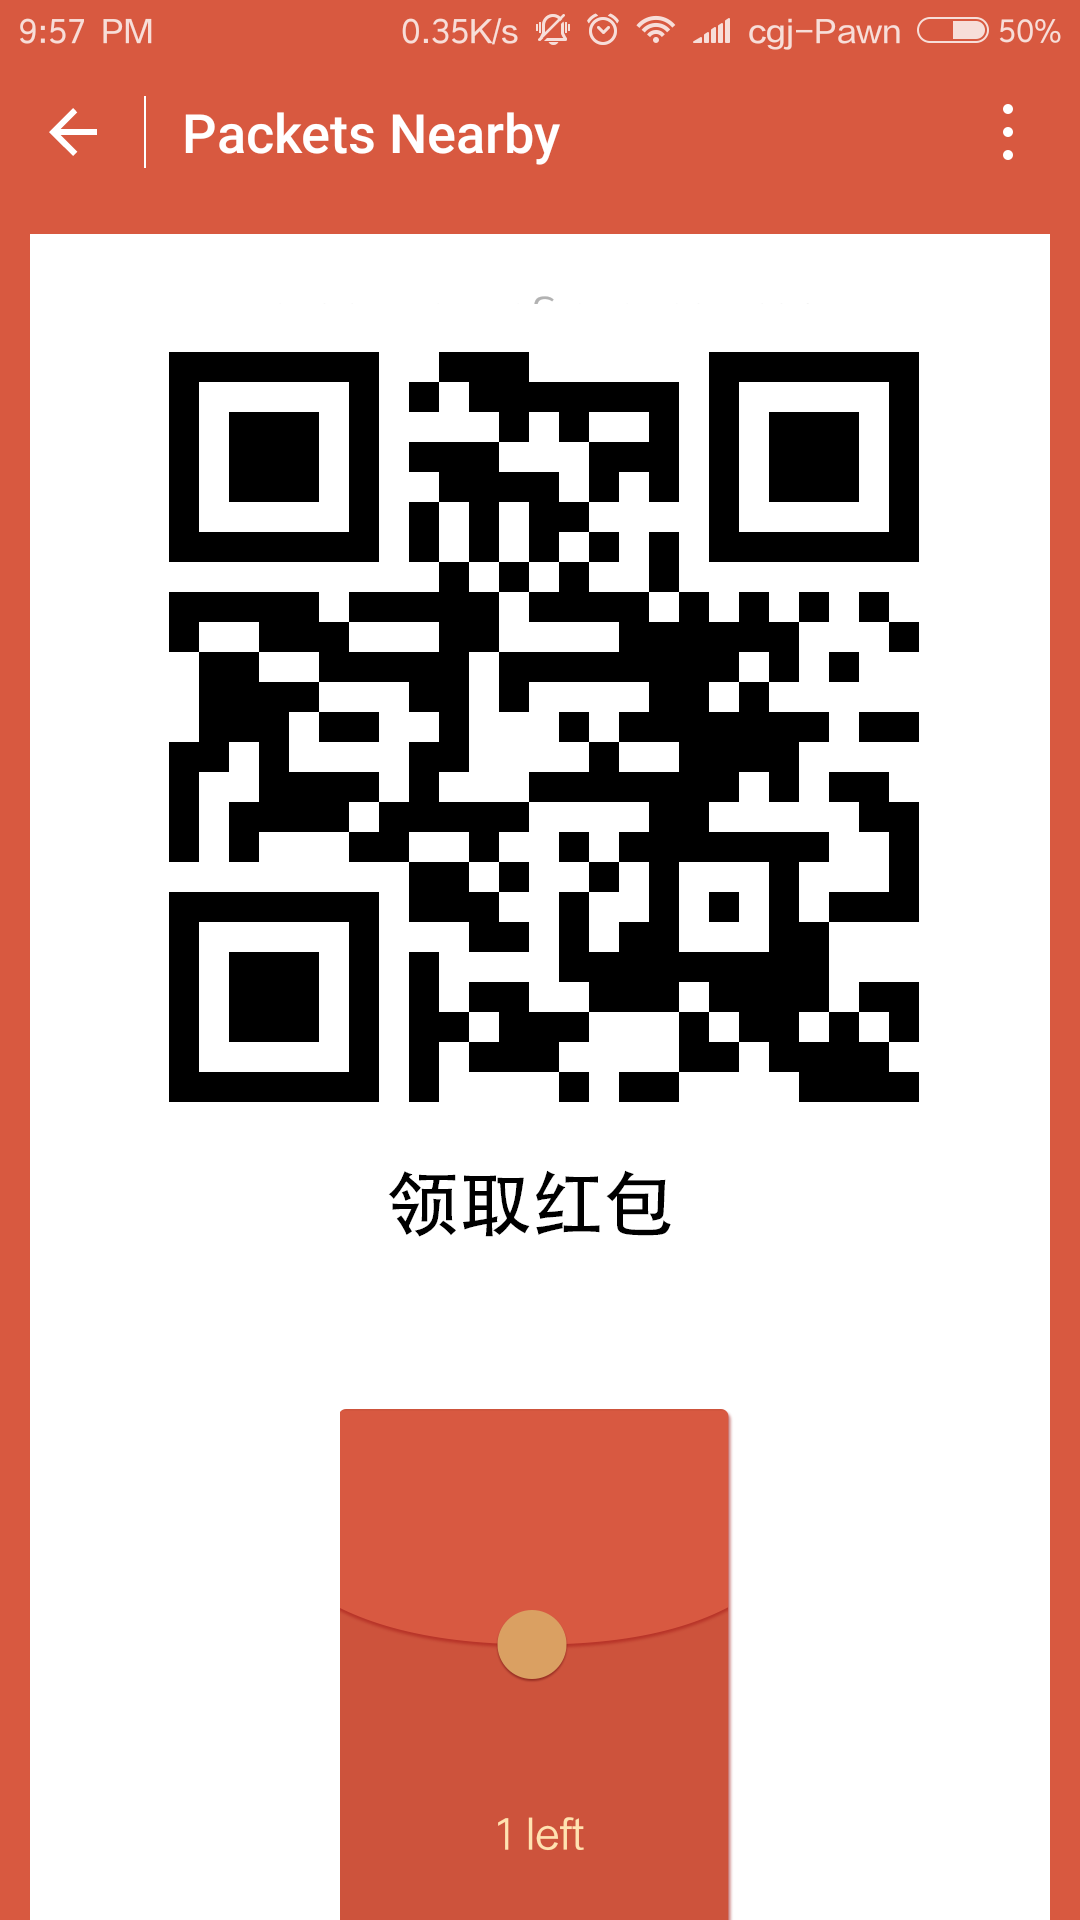 9:57 PM 0.35K/s cgj-Pawn 50%
Packets Nearby
领取红包
1 left